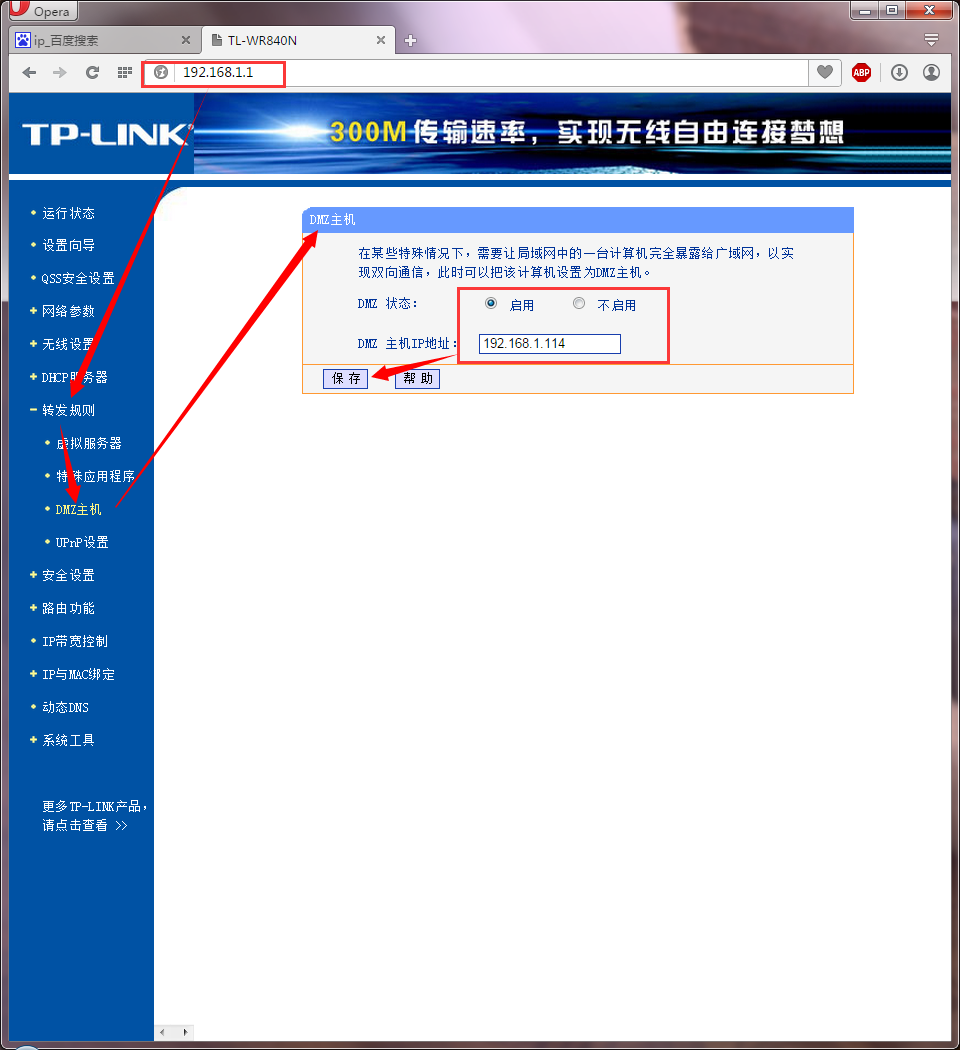 Opera
ip_百度搜索
TL-WR840N
192.168.1.1
ABP
TP-LINK
300M 传输速率，实现无线自由连接梦想
运行状态
设置向导
QSS安全设置
网络参数
无线设置
DHCP服务器
转发规则
虚拟服务器
特殊应用程序
DMZ主机
UPnP设置
安全设置
路由功能
IP带宽控制
IP与MAC绑定
动态DNS
系统工具
更多TP-LINK产品，
请点击查看 >>
DMZ主机
在某些特殊情况下，需要让局域网中的一台计算机完全暴露给广域网，以实
现双向通信，此时可以把该计算机设置为DMZ主机。
DMZ 状态： 启用 不启用
DMZ 主机IP地址： 192.168.1.114
保 存 帮 助